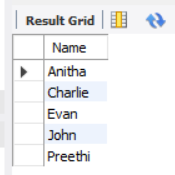 Result Grid
Name
Anitha
Charlie
Evan
John
Preethi